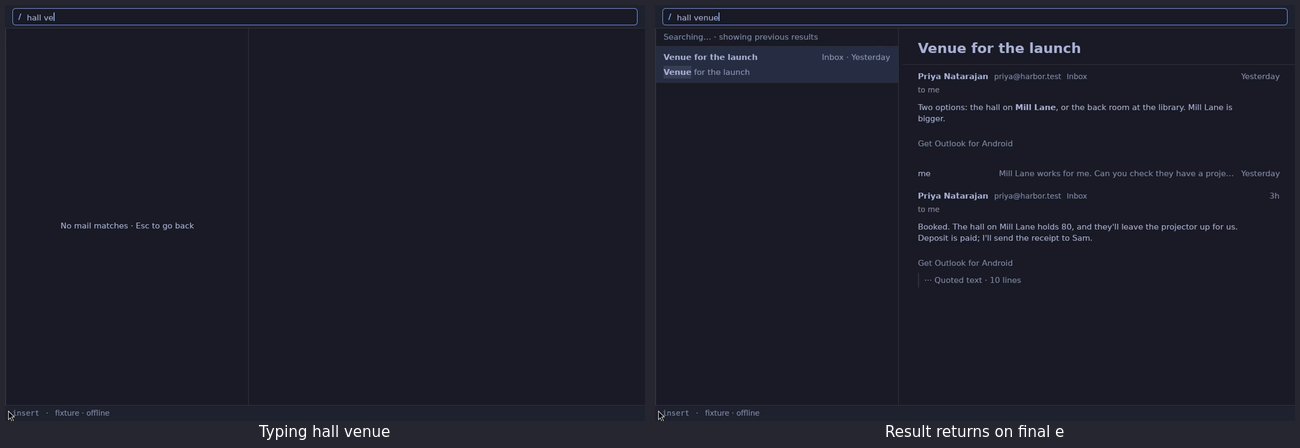 / hall ve
No mail matches · Esc to go back
insert · fixture · offline
Typing hall venue
/ hall venue
Searching... · showing previous results
Venue for the launch Inbox · Yesterday
Venue for the launch
Venue for the launch
Priya Natarajan priya@harbor.test Inbox Yesterday
to me
Two options: the hall on Mill Lane, or the back room at the library. Mill Lane is
bigger.
Get Outlook for Android
me Mill Lane works for me. Can you check they have a proje... Yesterday
Priya Natarajan priya@harbor.test Inbox 3h
to me
Booked. The hall on Mill Lane holds 80, and they'll leave the projector up for us.
Deposit is paid; I'll send the receipt to Sam.
Get Outlook for Android
··· Quoted text · 10 lines
insert · fixture · offline
Result returns on final e